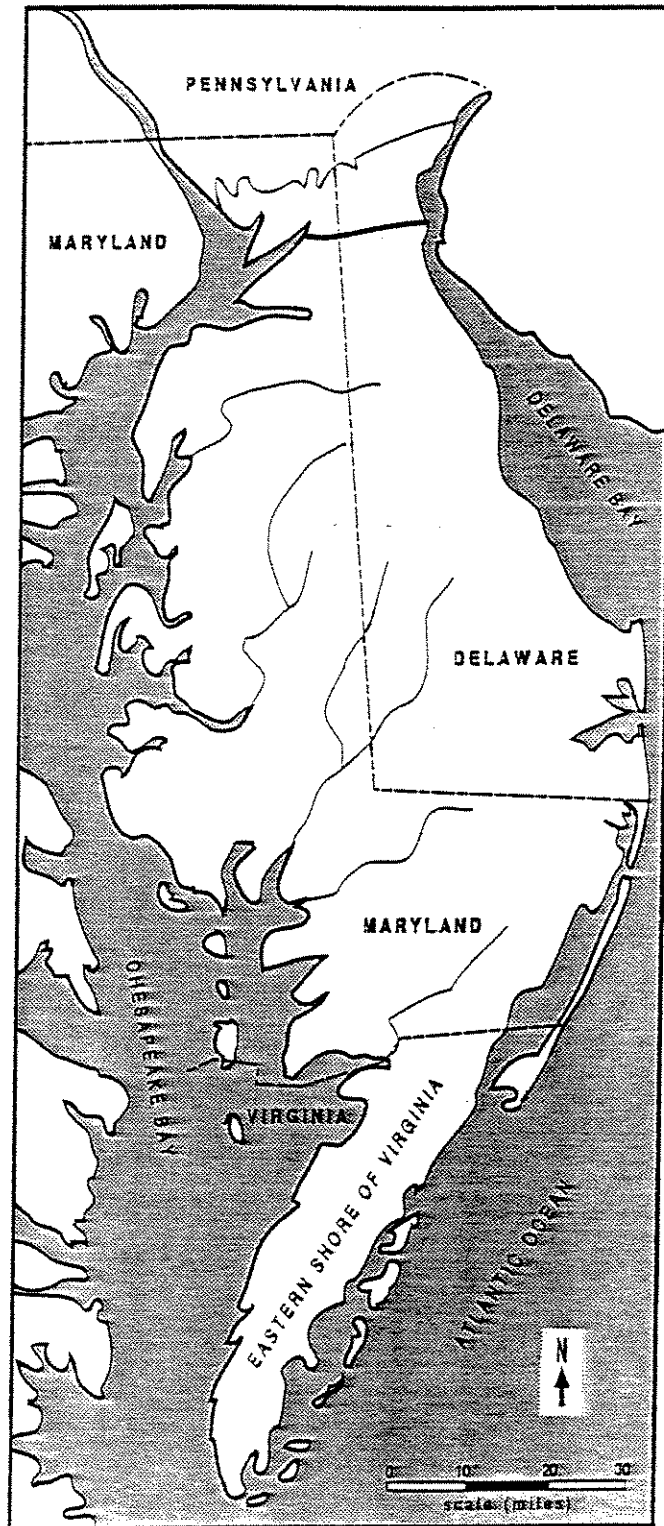 PENNSYLVANIA
MARYLAND
DELAWARE BAY
DELAWARE
MARYLAND
CHESAPEAKE BAY
VIRGINIA
EASTERN SHORE OF VIRGINIA
ATLANTIC OCEAN
N
0 10 20 30
scale (miles)